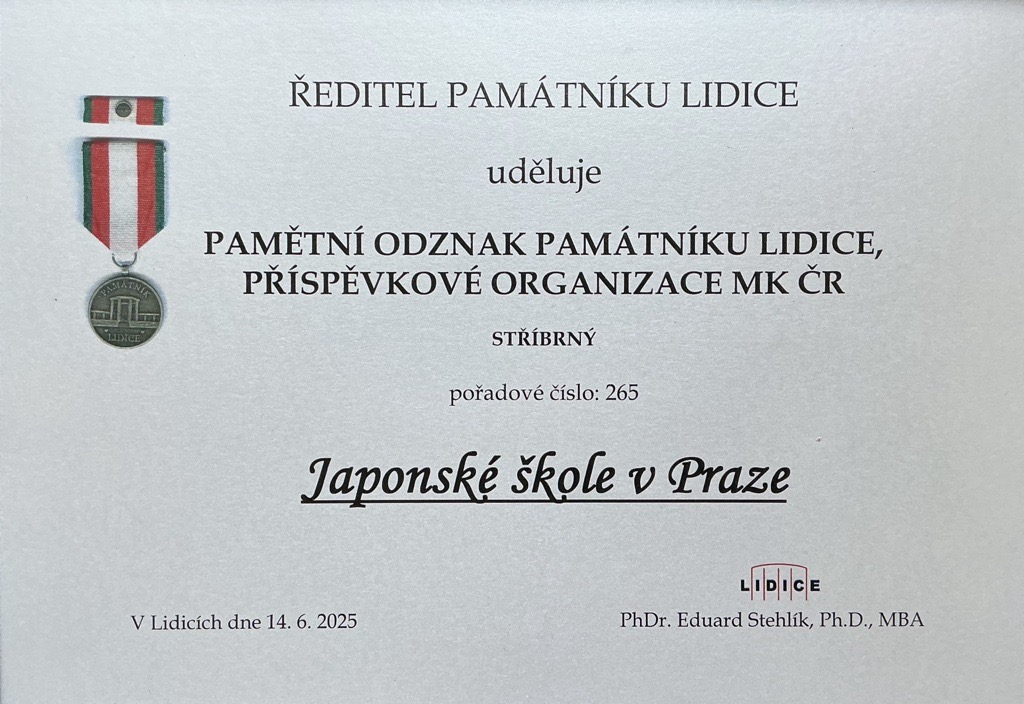 ŘEDITEL PAMÁTNÍKU LIDICE
uděluje
PAMĚTNÍ ODZNAK PAMÁTNÍKU LIDICE,
PŘÍSPĚVKOVÉ ORGANIZACE MK ČR
STŘÍBRNÝ
pořadové číslo: 265
Japonské škole v Praze
PAMÁTNÍK
LIDICE
LIDICE
V Lidicích dne 14. 6. 2025
PhDr. Eduard Stehlík, Ph.D., MBA